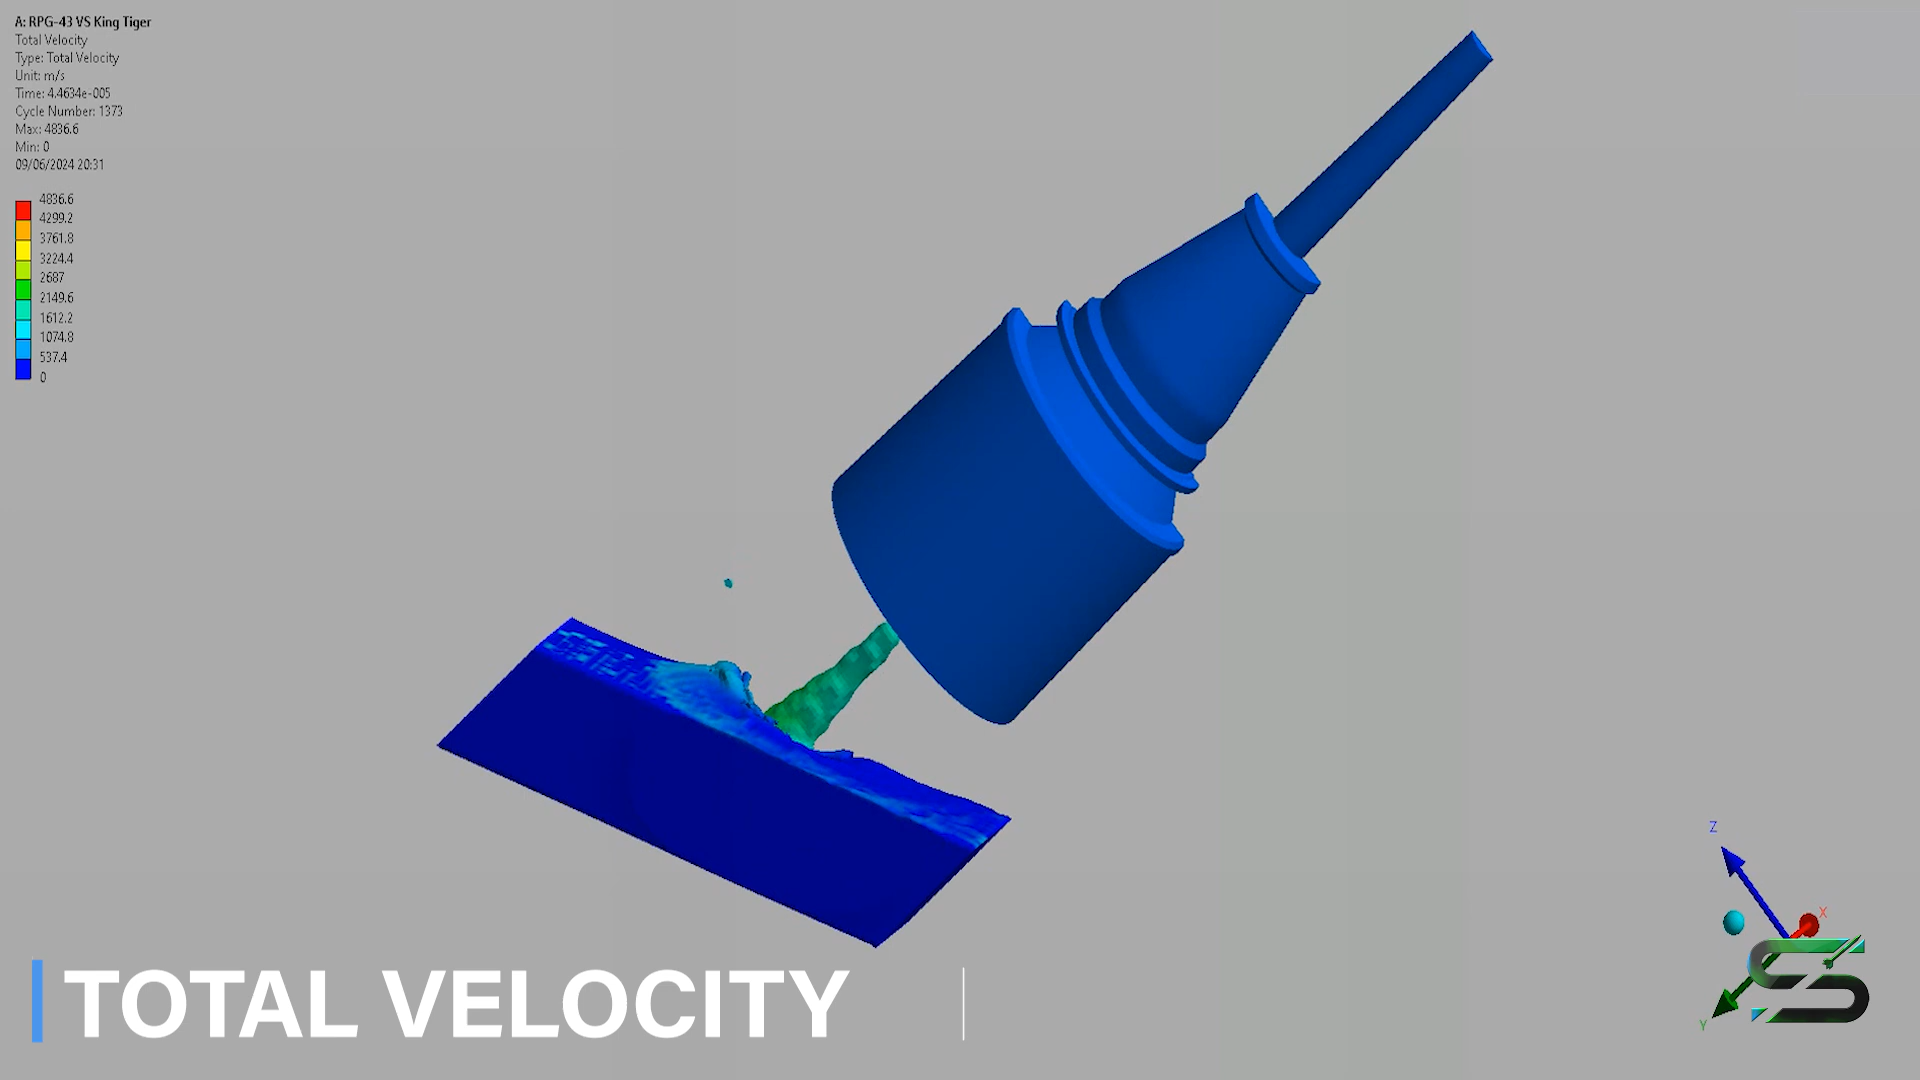 A: RPG-43 VS King Tiger
Total Velocity
Type: Total Velocity
Unit: m/s
Time: 4.4634e-005
Cycle Number: 1373
Max: 4836.6
Min: 0
09/06/2024 20:31
4836.6
4299.2
3761.8
3224.4
2687
2149.6
1612.2
1074.8
537.4
0
Z
X
Y
TOTAL VELOCITY